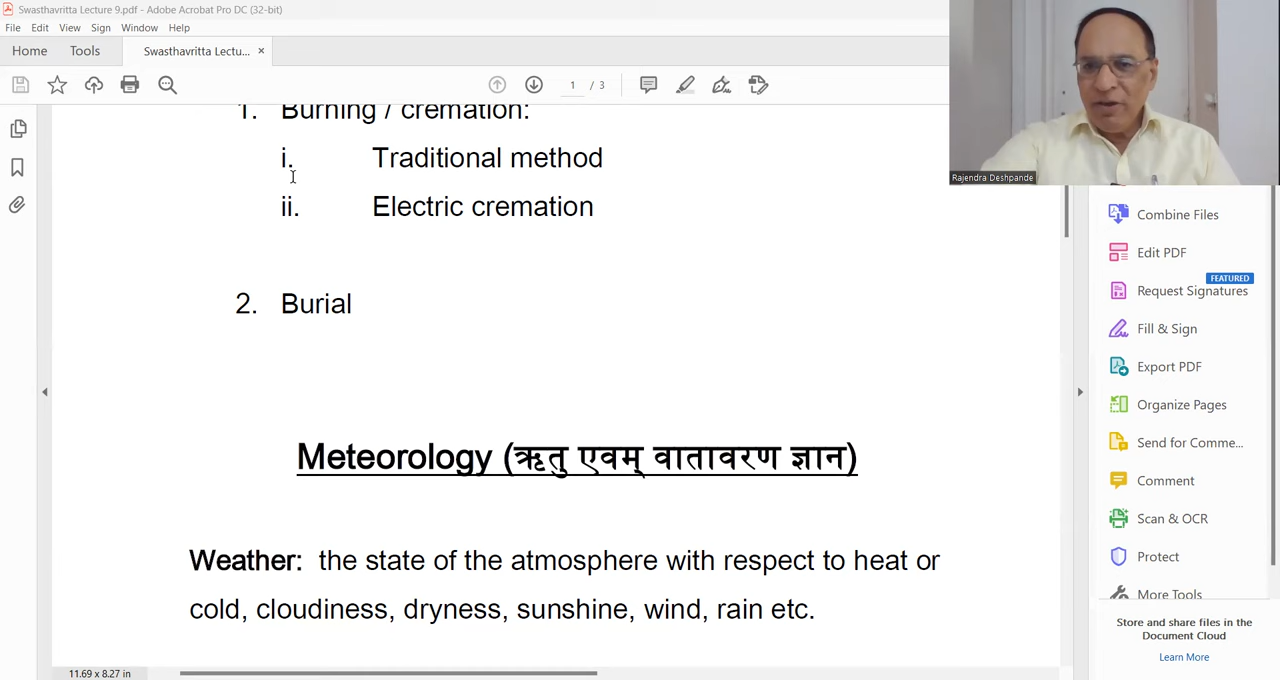 Swasthavritta Lecture 9.pdf - Adobe Acrobat Pro DC (32-bit)
File Edit View Sign Window Help
Home Tools Swasthavritta Lectu... ×
1 / 3
1. Burning / cremation:
i. Traditional method
ii. Electric cremation
2. Burial
Meteorology (ऋतु एवम् वातावरण ज्ञान)
Weather: the state of the atmosphere with respect to heat or
cold, cloudiness, dryness, sunshine, wind, rain etc.
11.69 x 8.27 in
Rajendra Deshpande
Combine Files
Edit PDF
FEATURED
Request Signatures
Fill & Sign
Export PDF
Organize Pages
Send for Comme...
Comment
Scan & OCR
Protect
More Tools
Store and share files in the
Document Cloud
Learn More